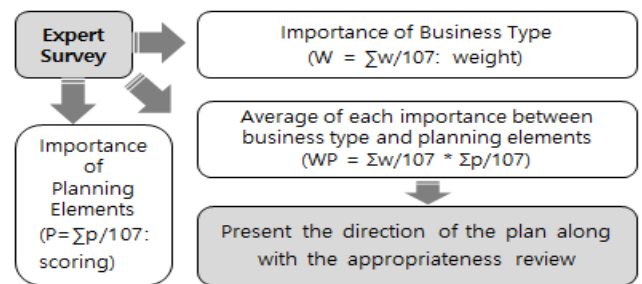 Expert
Survey
Importance of Business Type
(W = ∑w/107: weight)
Importance
of
Planning
Elements
(P=∑p/107:
scoring)
Average of each importance between
business type and planning elements
(WP = Σw/107 * Σp/107)
Present the direction of the plan along
with the appropriateness review